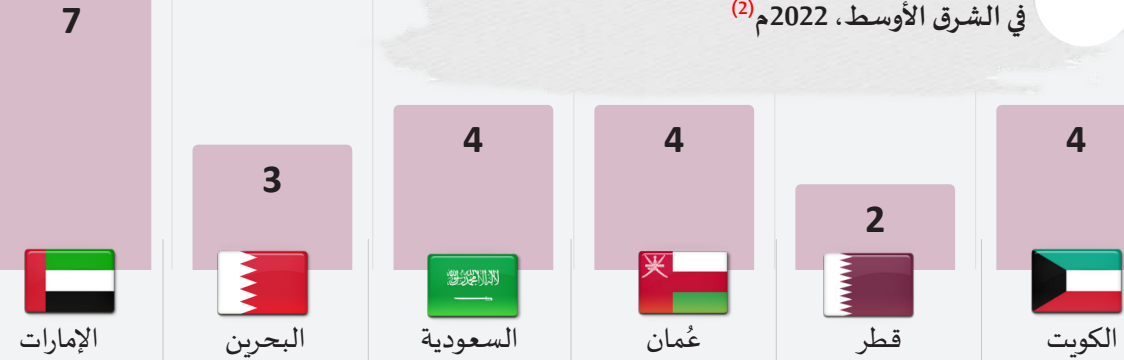 في الشرق الأوسط، 2022م (2)
7
3
4
4
2
4
الإمارات
البحرين
السعودية
عُمان
قطر
الكويت